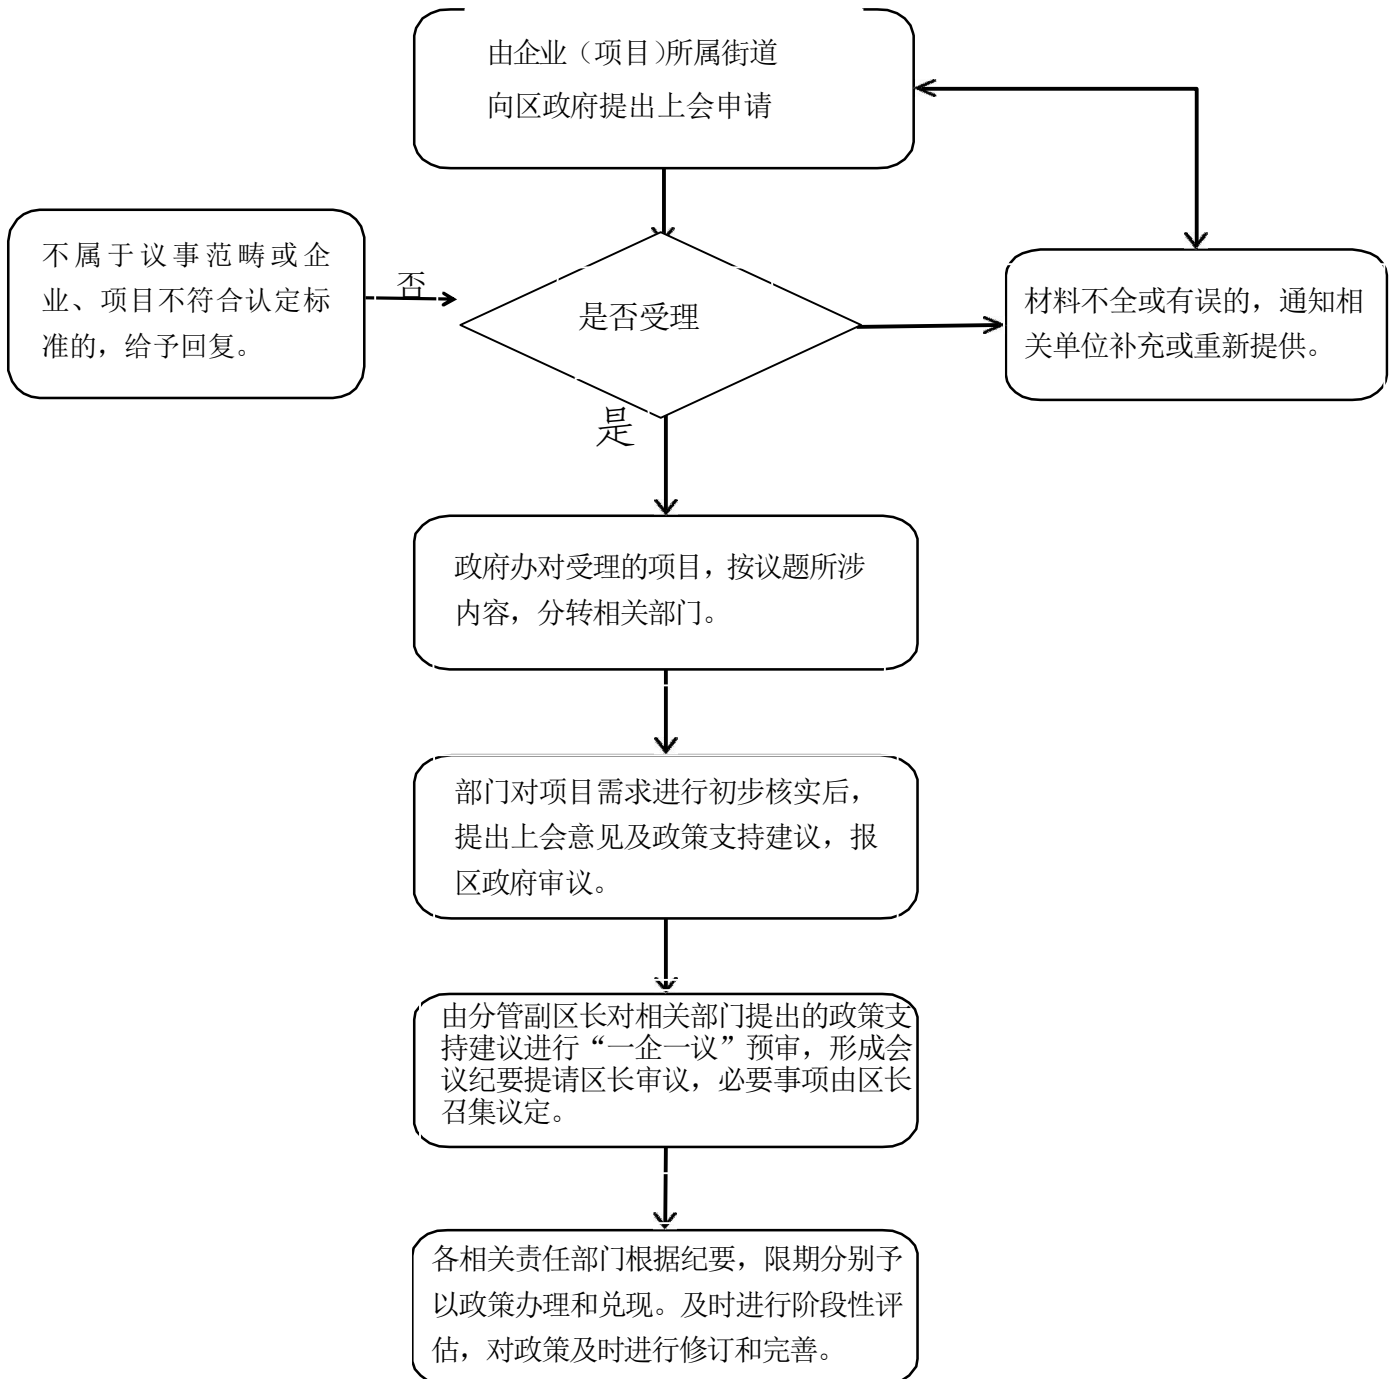 由企业（项目）所属街道
向区政府提出上会申请
不属于议事范畴或企
业、项目不符合认定标
准的，给予回复。
否
是否受理
材料不全或有误的，通知相
关单位补充或重新提供。
是
政府办对受理的项目，按议题所涉
内容，分转相关部门。
部门对项目需求进行初步核实后，
提出上会意见及政策支持建议，报
区政府审议。
由分管副区长对相关部门提出的政策支
持建议进行“一企一议”预审，形成会
议纪要提请区长审议，必要事项由区长
召集议定。
各相关责任部门根据纪要，限期分别予
以政策办理和兑现。及时进行阶段性评
估，对政策及时进行修订和完善。